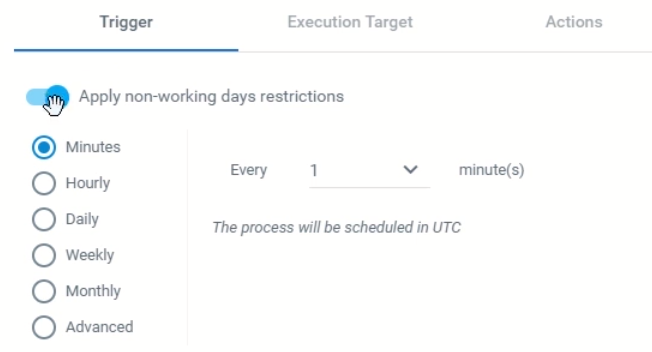 Trigger Execution Target Actions
Apply non-working days restrictions
Minutes
Hourly
Daily
Weekly
Monthly
Advanced
Every 1 minute(s)
The process will be scheduled in UTC